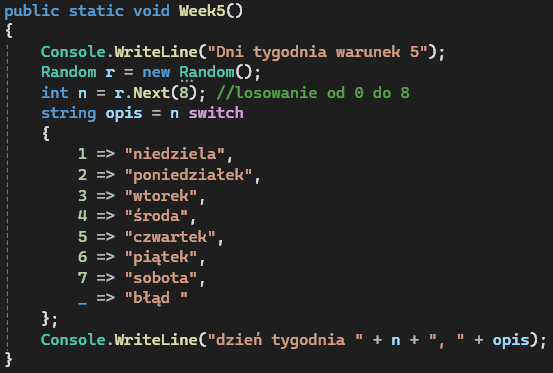 public static void Week5()
{
    Console.WriteLine("Dni tygodnia warunek 5");
    Random r = new Random();
    int n = r.Next(8); //losowanie od 0 do 8
    string opis = n switch
    {
        1 => "niedziela",
        2 => "poniedziałek",
        3 => "wtorek",
        4 => "środa",
        5 => "czwartek",
        6 => "piątek",
        7 => "sobota",
        _ => "błąd "
    };
    Console.WriteLine("dzień tygodnia " + n + ", " + opis);
}